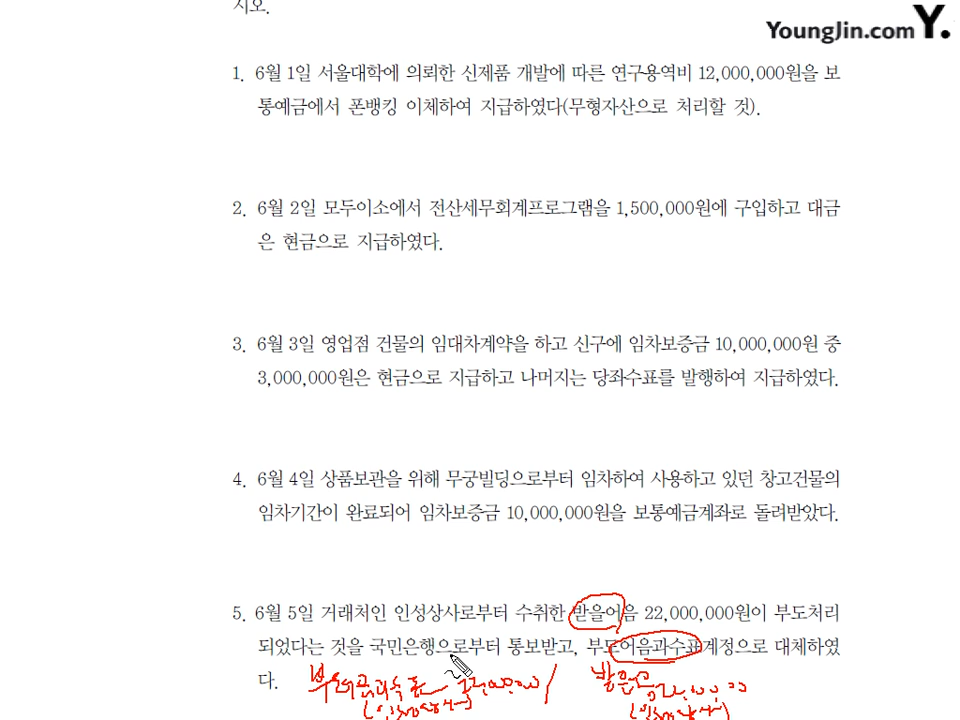 시오.
YoungJin.com Y.
1. 6월 1일 서울대학에 의뢰한 신제품 개발에 따른 연구용역비 12,000,000원을 보
통예금에서 폰뱅킹 이체하여 지급하였다(무형자산으로 처리할 것).
2. 6월 2일 모두이소에서 전산세무회계프로그램을 1,500,000원에 구입하고 대금
은 현금으로 지급하였다.
3. 6월 3일 영업점 건물의 임대차계약을 하고 신구에 임차보증금 10,000,000원 중
3,000,000원은 현금으로 지급하고 나머지는 당좌수표를 발행하여 지급하였다.
4. 6월 4일 상품보관을 위해 무궁빌딩으로부터 임차하여 사용하고 있던 창고건물의
임차기간이 완료되어 임차보증금 10,000,000원을 보통예금계좌로 돌려받았다.
5. 6월 5일 거래처인 인성상사로부터 수취한 받을어음 22,000,000원이 부도처리
되었다는 것을 국민은행으로부터 통보받고, 부도어음과수표계정으로 대체하였
다.